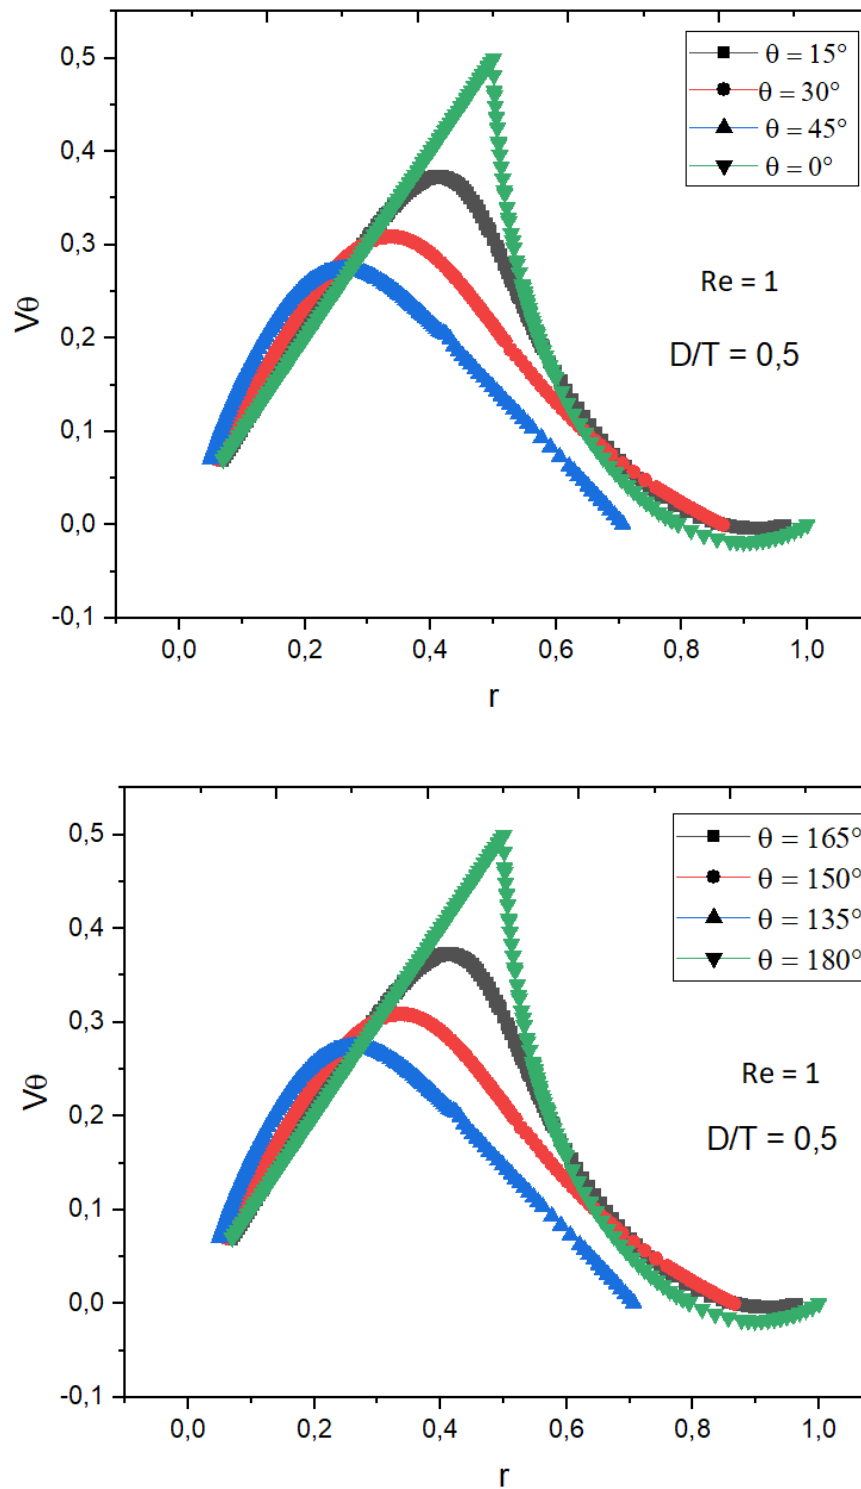 0,5
0,4
0,3
0,2
0,1
0,0
-0,1
Vθ
θ = 15°
θ = 30°
θ = 45°
θ = 0°
Re = 1
D/T = 0,5
0,0 0,2 0,4 0,6 0,8 1,0
r
0,5
0,4
0,3
0,2
0,1
0,0
-0,1
Vθ
θ = 165°
θ = 150°
θ = 135°
θ = 180°
Re = 1
D/T = 0,5
0,0 0,2 0,4 0,6 0,8 1,0
r